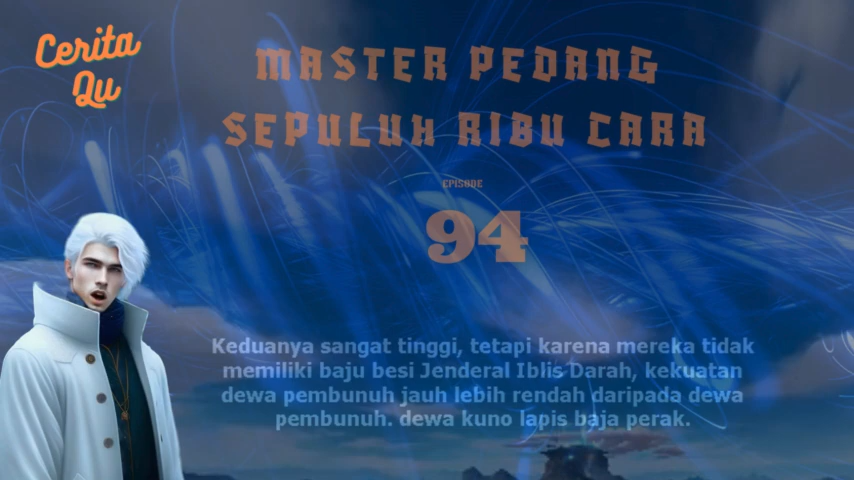 Cerita
Qu
MASTER PEDANG
SEPULUH RIBU CARA
EPISODE
94
Keduanya sangat tinggi, tetapi karena mereka tidak
memiliki baju besi Jenderal Iblis Darah, kekuatan
dewa pembunuh jauh lebih rendah daripada dewa
pembunuh. dewa kuno lapis baja perak.